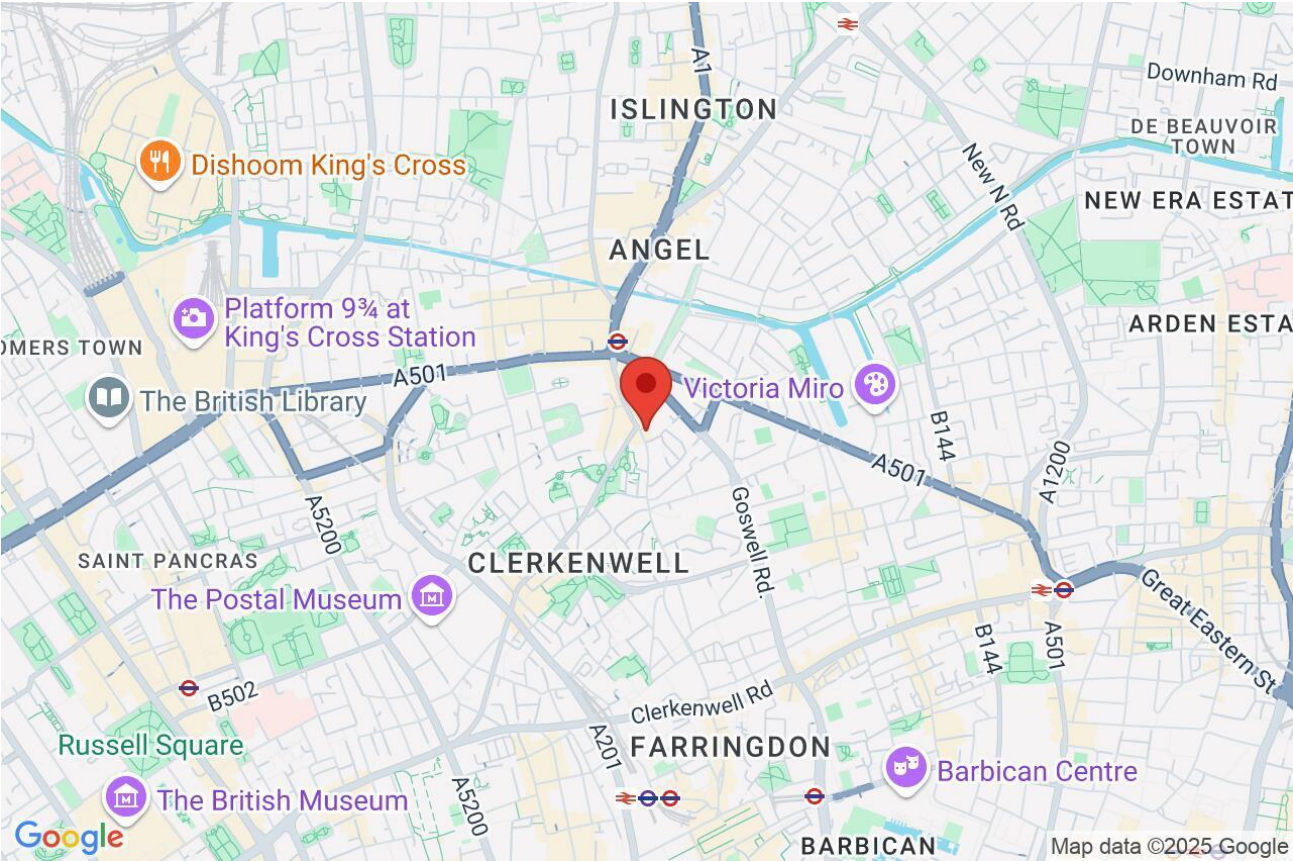 A1
Downham Rd
ISLINGTON
DE BEAUVOIR
TOWN
Dishoom King's Cross
New N Rd
NEW ERA ESTAT
ANGEL
Platform 9¾ at
King's Cross Station
ARDEN ESTA
OMERS TOWN
A501
Victoria Miro
The British Library
B144
A501
A1200
A5200
Goswell Rd.
SAINT PANCRAS
CLERKENWELL
The Postal Museum
Great Eastern St
B144
A501
B502
Clerkenwell Rd
Russell Square
A201
FARRINGDON
Barbican Centre
The British Museum
A5200
Google
BARBICAN
Map data ©2025 Google